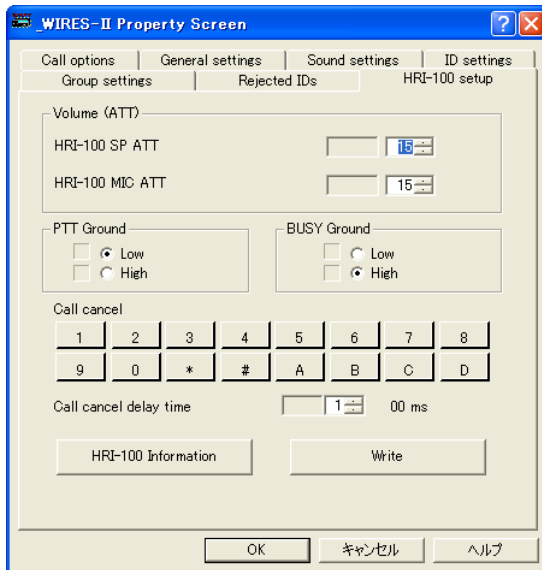 _WIRES-II Property Screen
Call options General settings Sound settings ID settings
Group settings Rejected IDs HRI-100 setup
Volume (ATT)
HRI-100 SP ATT 15
HRI-100 MIC ATT 15
PTT Ground BUSY Ground
Low Low
High High
Call cancel
1 2 3 4 5 6 7 8
9 0 * # A B C D
Call cancel delay time 1 00 ms
HRI-100 Information Write
OK キャンセル ヘルプ